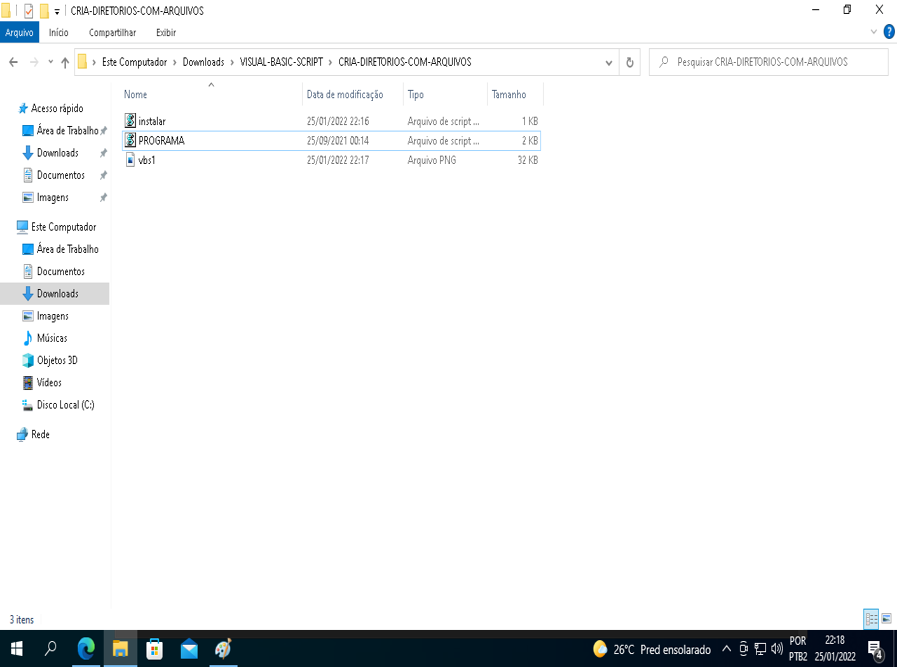 CRIA-DIRETORIOS-COM-ARQUIVOS
Arquivo Início Compartilhar Exibir
Este Computador > Downloads > VISUAL-BASIC-SCRIPT > CRIA-DIRETORIOS-COM-ARQUIVOS
Pesquisar CRIA-DIRETORIOS-COM-ARQUIVOS
Nome Data de modificação Tipo Tamanho
instalar 25/01/2022 22:16 Arquivo de script ... 1 KB
PROGRAMA 25/09/2021 00:14 Arquivo de script ... 2 KB
vbs1 25/01/2022 22:17 Arquivo PNG 32 KB
Acesso rápido
Área de Trabalho
Downloads
Documentos
Imagens
Este Computador
Área de Trabalho
Documentos
Downloads
Imagens
Músicas
Objetos 3D
Vídeos
Disco Local (C:)
Rede
3 itens
26°C Pred ensolarado
POR
PTB2
22:18
25/01/2022
4